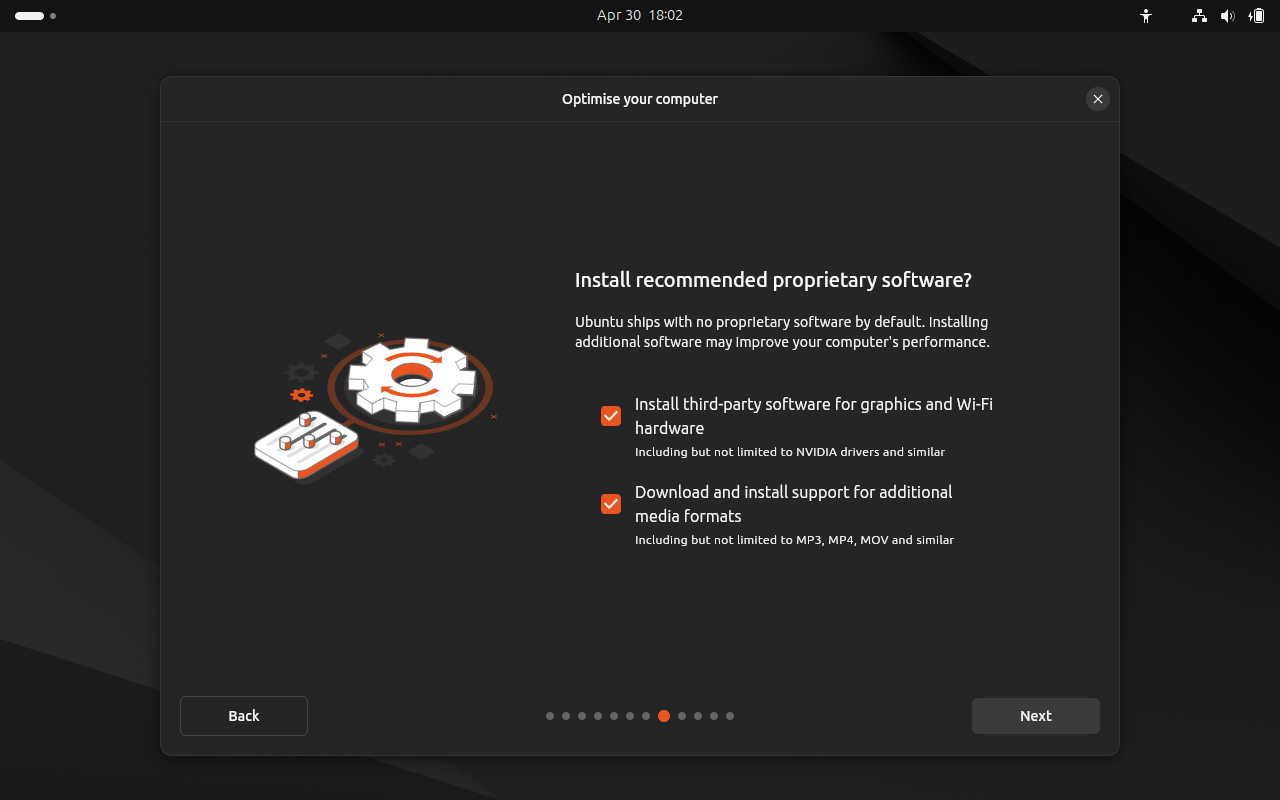 Apr 30 18:02
Optimise your computer
Install recommended proprietary software?
Ubuntu ships with no proprietary software by default. Installing
additional software may improve your computer's performance.
Install third-party software for graphics and Wi-Fi
hardware
Including but not limited to NVIDIA drivers and similar
Download and install support for additional
media formats
Including but not limited to MP3, MP4, MOV and similar
Back
Next